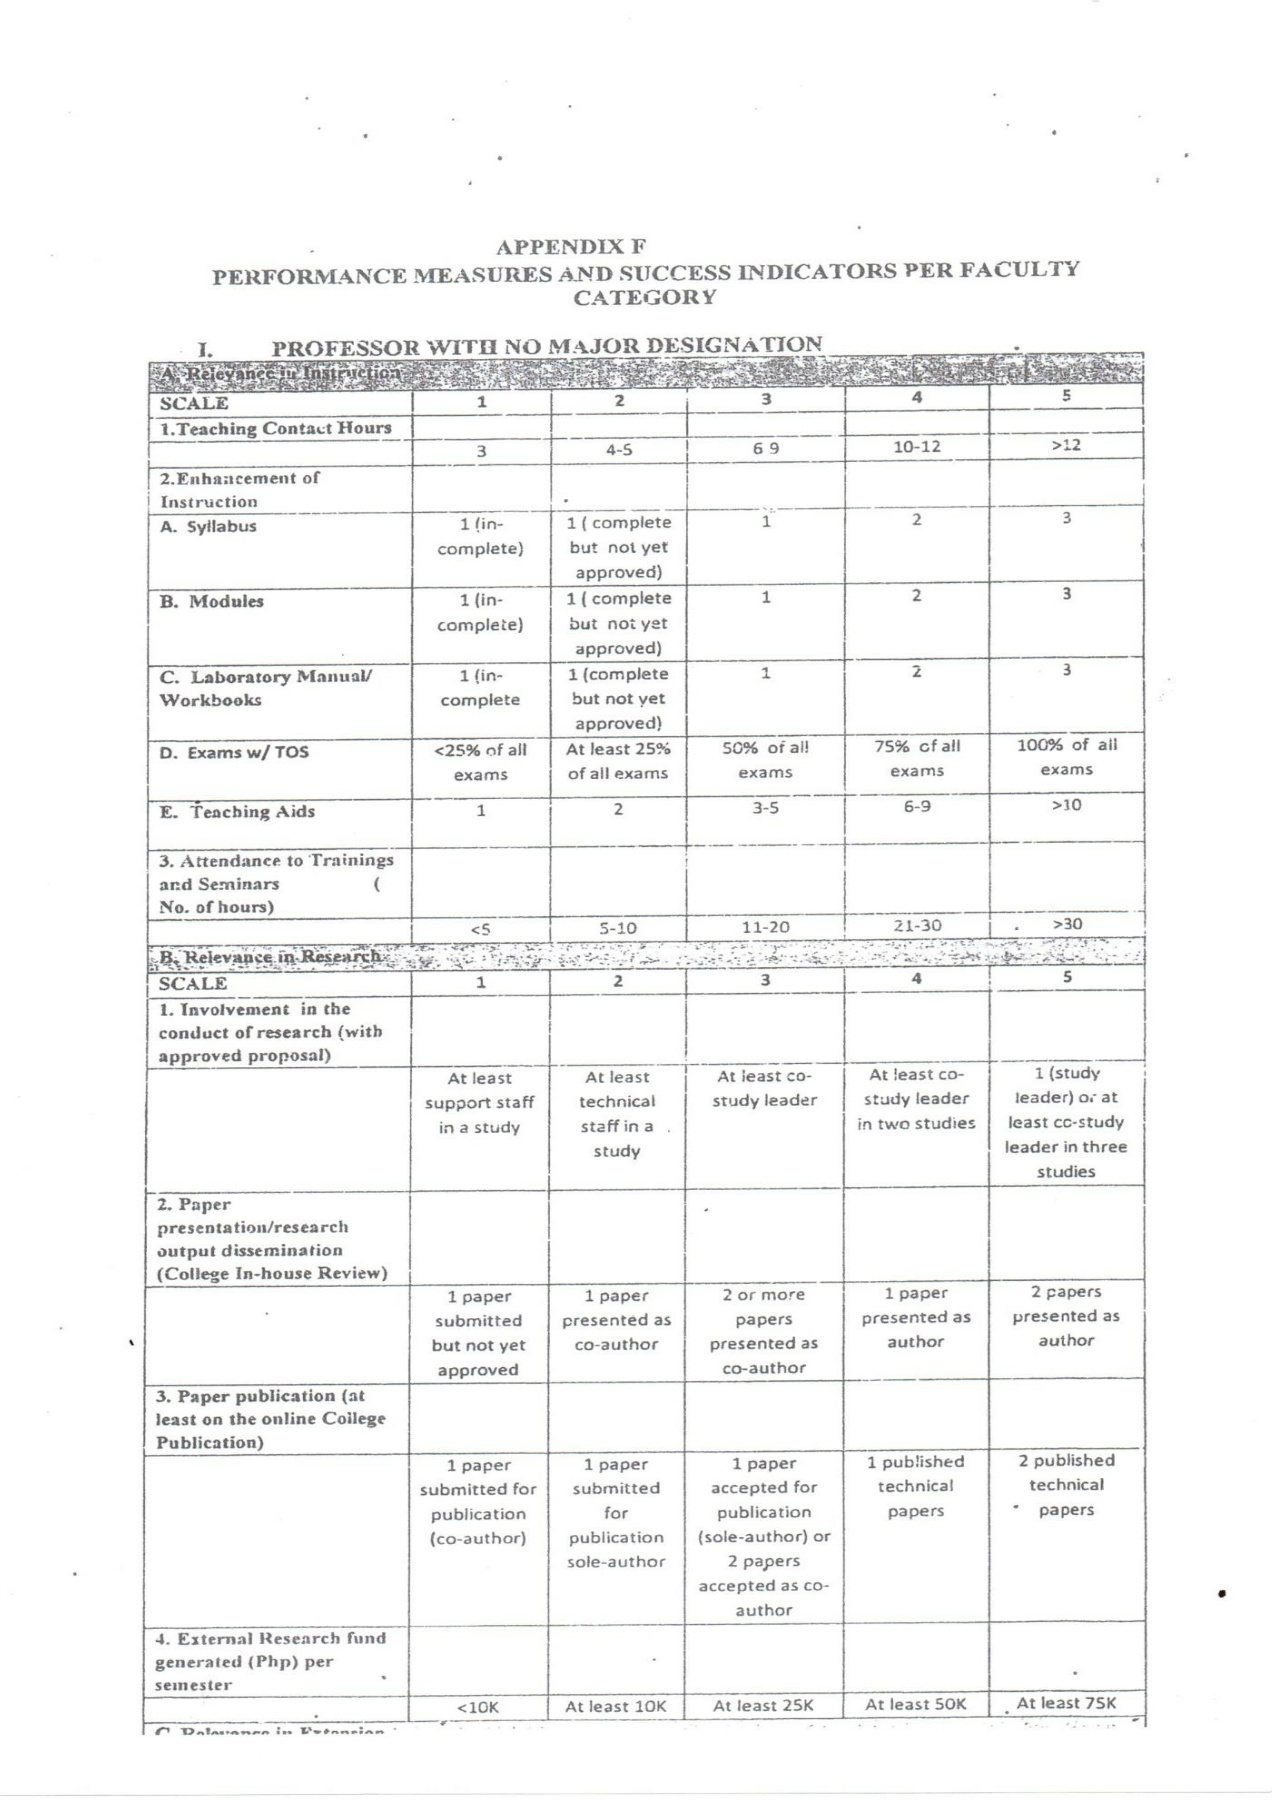 APPENDIX F
PERFORMANCE MEASURES AND SUCCESS INDICATORS PER FACULTY
CATEGORY
I. PROFESSOR WITH NO MAJOR DESIGNATION
A. Relevance in Instruction
SCALE 1 2 3 4 5
1.Teaching Contact Hours
3 4-5 6 9 10-12 >12
2.Enhancement of
Instruction
A. Syllabus 1 (in- 1 ( complete 1 2 3
complete) but not yet
approved)
B. Modules 1 (in- 1 ( complete 1 2 3
complete) but not yet
approved)
C. Laboratory Manual/ 1 (in- 1 (complete 1 2 3
Workbooks complete but not yet
approved)
D. Exams w/ TOS <25% of all At least 25% 50% of all 75% of all 100% of all
exams of all exams exams exams exams
E. Teaching Aids 1 2 3-5 6-9 >10
3. Attendance to Trainings
and Seminars (
No. of hours)
<5 5-10 11-20 21-30 >30
B. Relevance in Research
SCALE 1 2 3 4 5
1. Involvement in the
conduct of research (with
approved proposal)
At least At least At least co- At least co- 1 (study
support staff technical study leader study leader leader) or at
in a study staff in a in two studies least co-study
study leader in three
studies
2. Paper
presentation/research
output dissemination
(College In-house Review)
1 paper 1 paper 2 or more 1 paper 2 papers
submitted presented as papers presented as presented as
but not yet co-author presented as author author
approved co-author
3. Paper publication (at
least on the online College
Publication)
1 paper 1 paper 1 paper 1 published 2 published
submitted for submitted accepted for technical technical
publication for publication papers papers
(co-author) publication (sole-author) or
sole-author 2 papers
accepted as co-
author
4. External Research fund
generated (Php) per
semester
<10K At least 10K At least 25K At least 50K At least 75K
C. Relevance in Extension